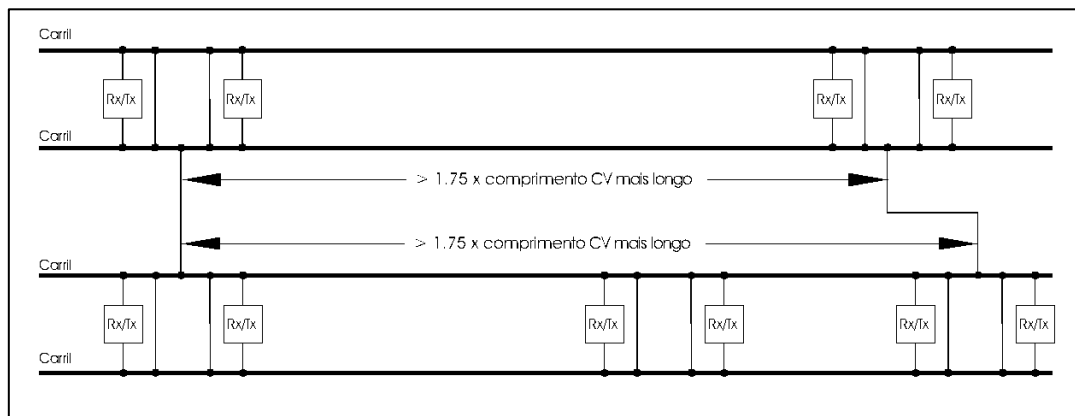 Carril
Rx/Tx Rx/Tx Rx/Tx Rx/Tx
Carril
> 1.75 x comprimento CV mais longo
> 1.75 x comprimento CV mais longo
Carril
Rx/Tx Rx/Tx Rx/Tx Rx/Tx Rx/Tx Rx/Tx
Carril